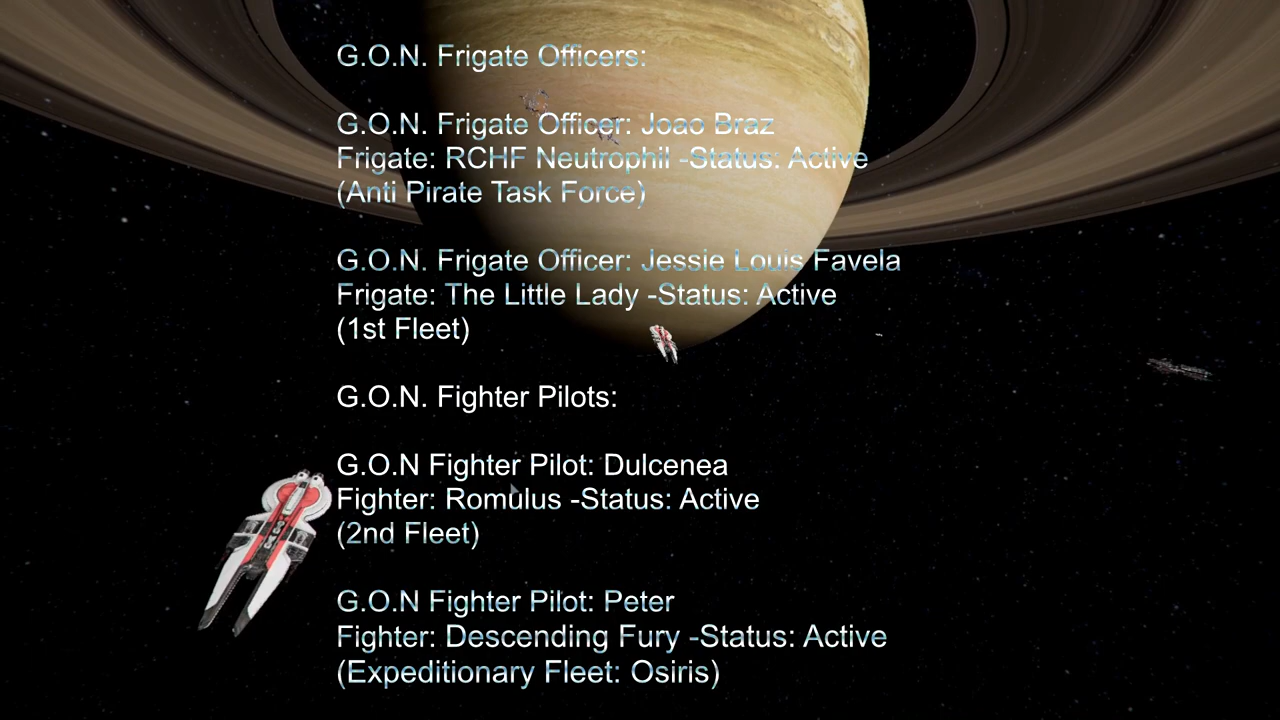 G.O.N. Frigate Officers:
G.O.N. Frigate Officer: Joao Braz
Frigate: RCHF Neutrophil -Status: Active
(Anti Pirate Task Force)
G.O.N. Frigate Officer: Jessie Louis Favela
Frigate: The Little Lady -Status: Active
(1st Fleet)
G.O.N. Fighter Pilots:
G.O.N Fighter Pilot: Dulcenea
Fighter: Romulus -Status: Active
(2nd Fleet)
G.O.N Fighter Pilot: Peter
Fighter: Descending Fury -Status: Active
(Expeditionary Fleet: Osiris)